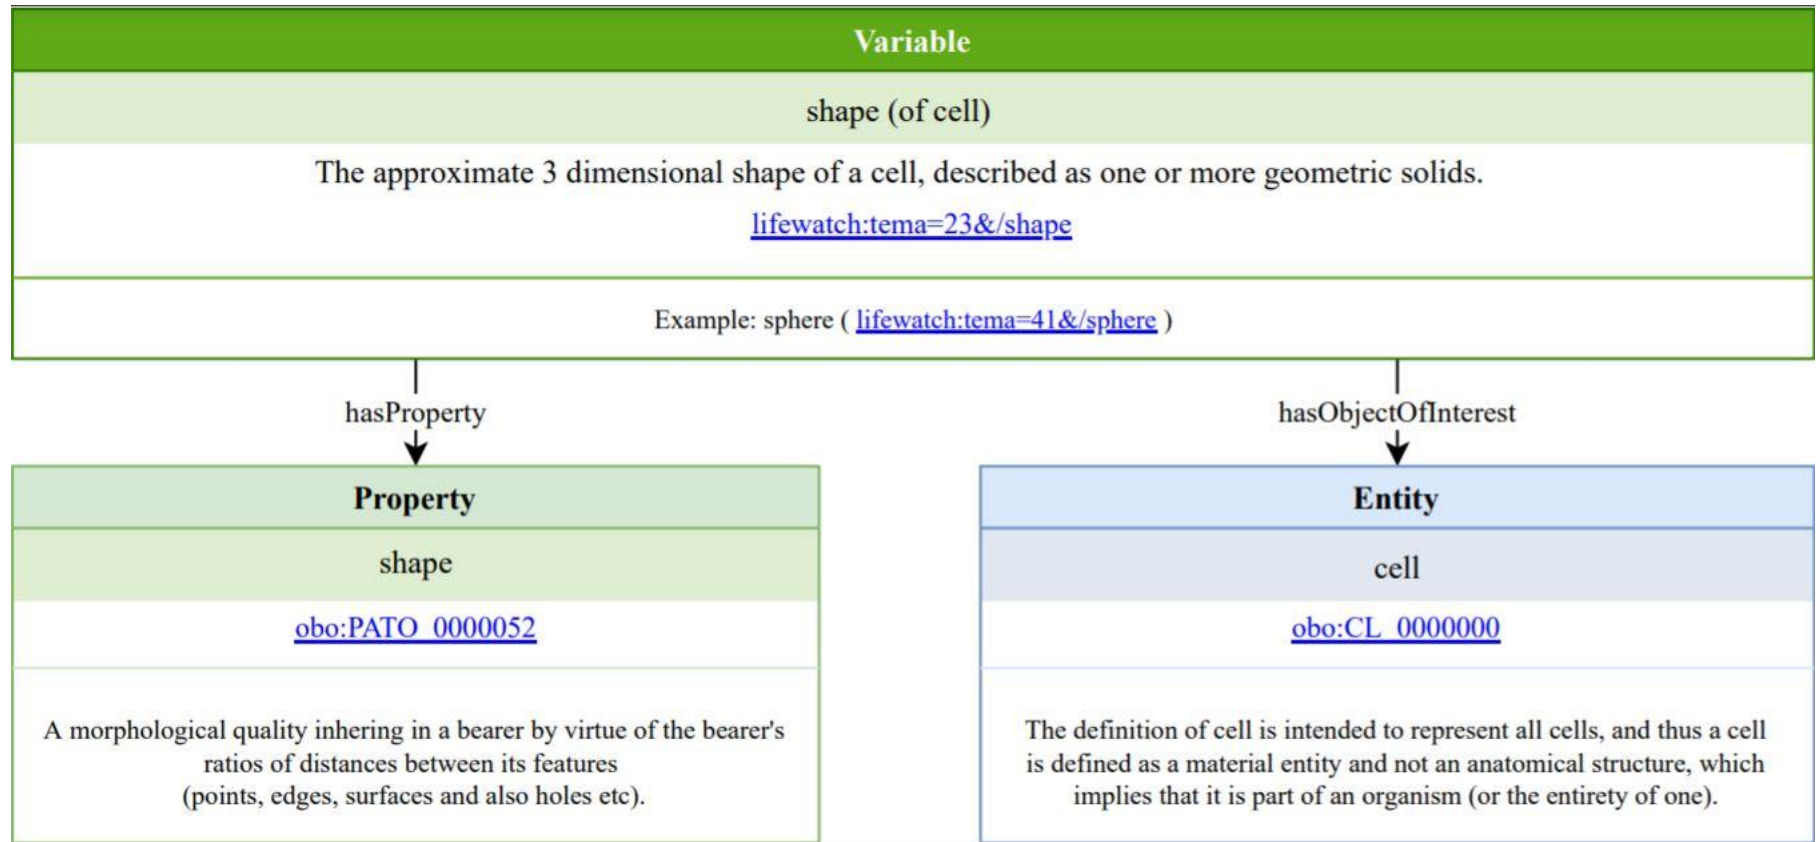 Variable
shape (of cell)
The approximate 3 dimensional shape of a cell, described as one or more geometric solids.
lifewatch:tema=23&/shape
Example: sphere ( lifewatch:tema=41&/sphere )
hasProperty
hasObjectOfInterest
Property
shape
obo:PATO_0000052
A morphological quality inhering in a bearer by virtue of the bearer's
ratios of distances between its features
(points, edges, surfaces and also holes etc).
Entity
cell
obo:CL_0000000
The definition of cell is intended to represent all cells, and thus a cell
is defined as a material entity and not an anatomical structure, which
implies that it is part of an organism (or the entirety of one).